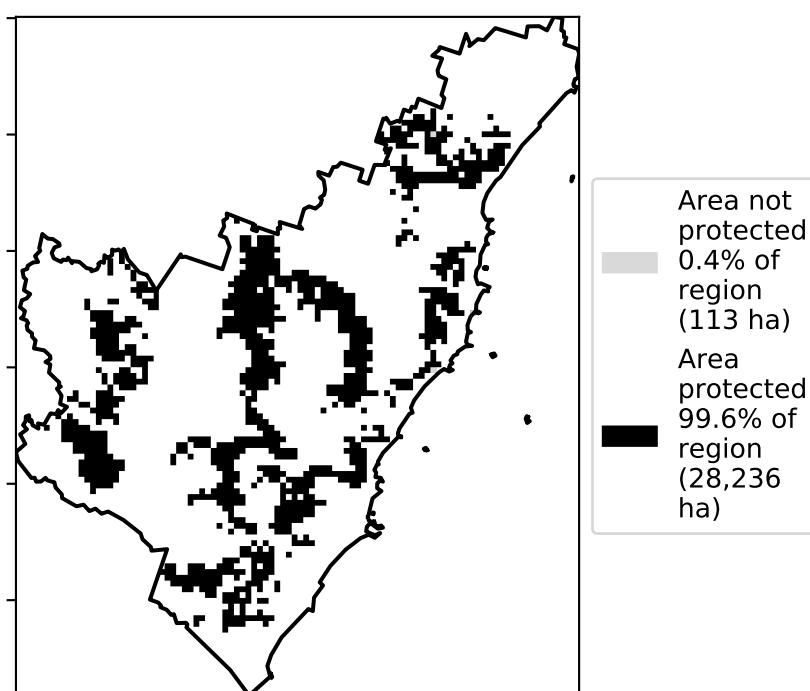 Area not
protected
0.4% of
region
(113 ha)
Area
protected
99.6% of
region
(28,236
ha)